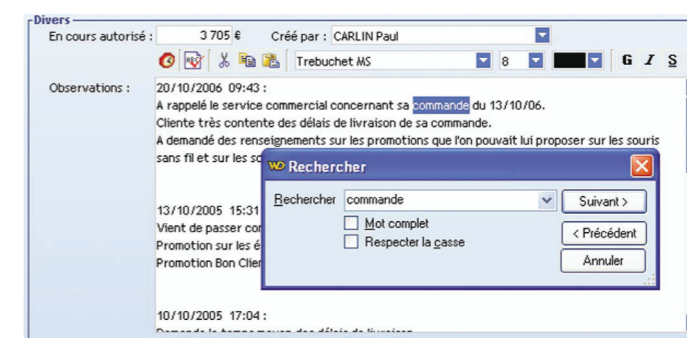 Divers
En cours autorisé : 3 705 € Créé par : CARLIN Paul
Trebuchet MS 8 G I S
Observations : 20/10/2006 09:43 :
A rappelé le service commercial concernant sa commande du 13/10/06.
Cliente très contente des délais de livraison de sa commande.
A demandé des renseignements sur les promotions que l'on pouvait lui proposer sur les souris
sans fil et sur les
WD Rechercher
Rechercher commande Suivant >
Mot complet
< Précédent
Respecter la casse
Annuler
13/10/2005 15:31
Vient de passer
Promotion sur les
Promotion Bon
10/10/2005 17:04 :